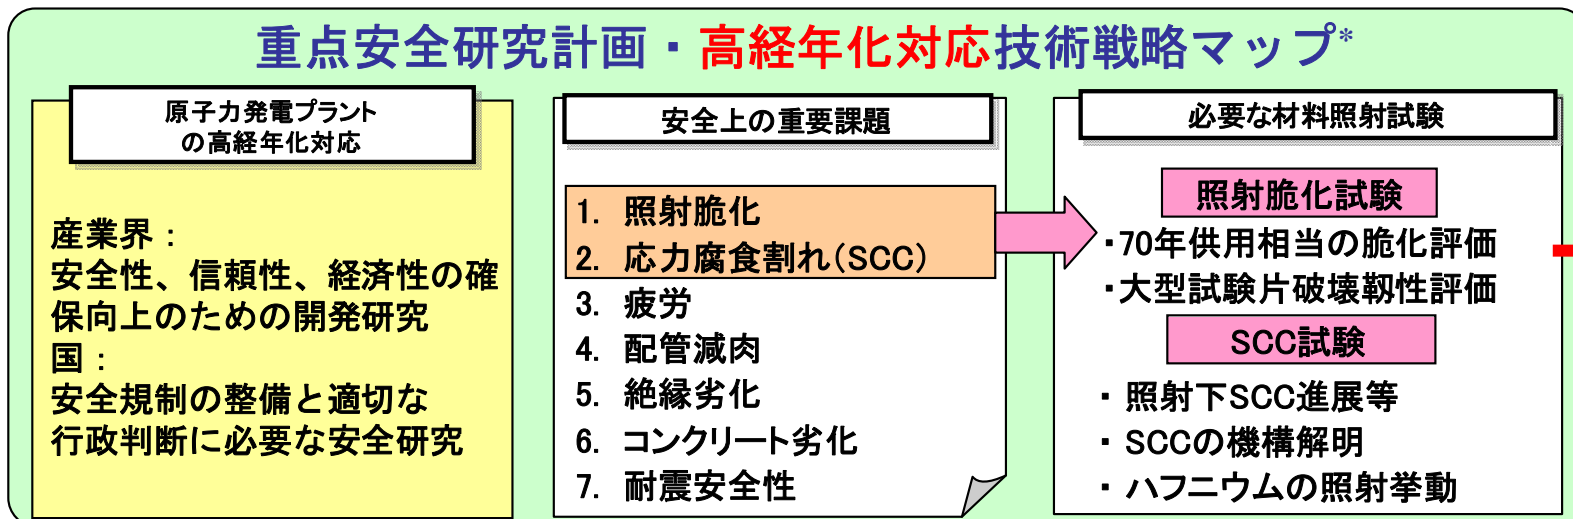 重点安全研究計画・高経年化対応技術戦略マップ*
原子力発電プラント
の高経年化対応
産業界：
安全性、信頼性、経済性の確
保向上のための開発研究
国：
安全規制の整備と適切な
行政判断に必要な安全研究
安全上の重要課題
1. 照射脆化
2. 応力腐食割れ(SCC)
3. 疲労
4. 配管減肉
5. 絶縁劣化
6. コンクリート劣化
7. 耐震安全性
必要な材料照射試験
照射脆化試験
・70年供用相当の脆化評価
・大型試験片破壊靱性評価
SCC試験
・ 照射下SCC進展等
・ SCCの機構解明
・ ハフニウムの照射挙動